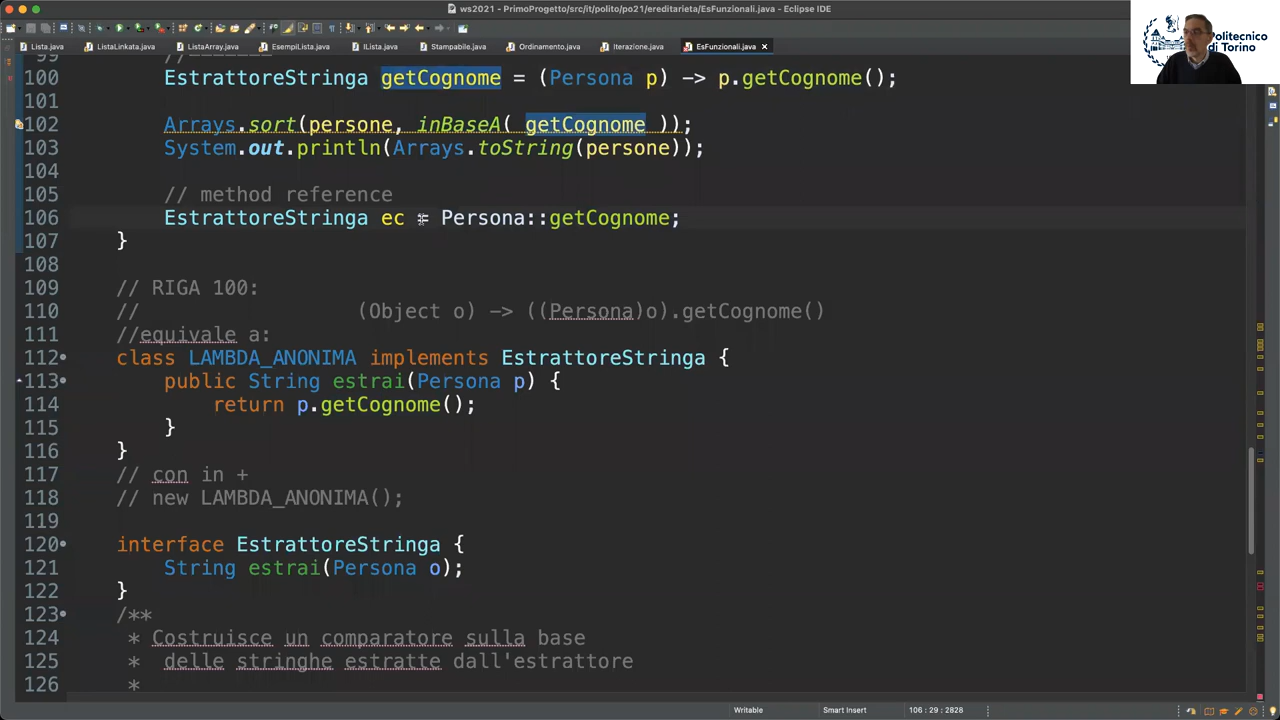 ws2021 - PrimoProgetto/src/it/polito/po21/ereditarieta/EsFunzionali.java - Eclipse IDE
Lista.java ListaLinkata.java ListaArray.java EsempiLista.java IListа.java Stampabile.java Ordinamento.java Iterazione.java EsFunzionali.java
Politecnico
di Torino
99 //
100 EstrattoreStringa getCognome = (Persona p) -> p.getCognome();
101
102 Arrays.sort(persone, inBaseA( getCognome ));
103 System.out.println(Arrays.toString(persone));
104
105 // method reference
106 EstrattoreStringa ec = Persona::getCognome;
107 }
108
109 // RIGA 100:
110 // (Object o) -> ((Persona)o).getCognome()
111 //equivale a:
112 class LAMBDA_ANONIMA implements EstrattoreStringa {
113 public String estrai(Persona p) {
114 return p.getCognome();
115 }
116 }
117 // con in +
118 // new LAMBDA_ANONIMA();
119
120 interface EstrattoreStringa {
121 String estrai(Persona o);
122 }
123 /**
124 * Costruisce un comparatore sulla base
125 * delle stringhe estratte dall'estrattore
126 *
Writable Smart Insert 106 : 29 : 2828